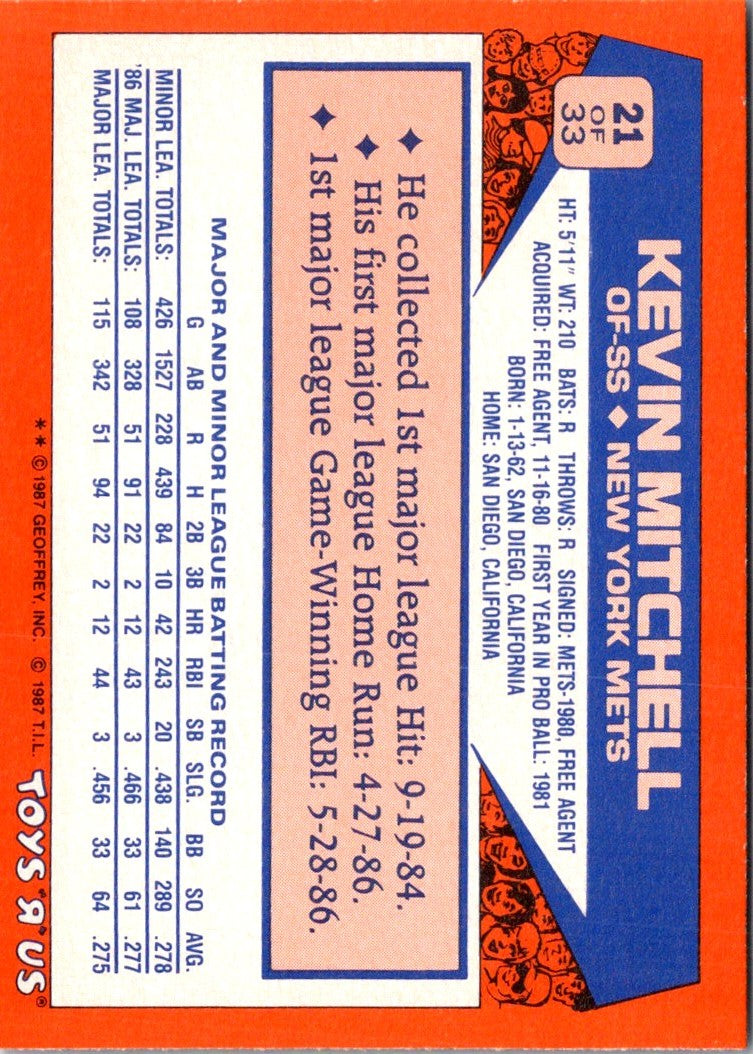 21
OF
33
KEVIN MITCHELL
OF-SS ♦ NEW YORK METS
HT: 5'11" WT: 210 BATS: R THROWS: R SIGNED: METS-1980, FREE AGENT
ACQUIRED: FREE AGENT, 11-16-80 FIRST YEAR IN PRO BALL: 1981
BORN: 1-13-62, SAN DIEGO, CALIFORNIA
HOME: SAN DIEGO, CALIFORNIA
♦ He collected 1st major league Hit: 9-19-84.
♦ His first major league Home Run: 4-27-86.
♦ 1st major league Game-Winning RBI: 5-28-86.
MAJOR AND MINOR LEAGUE BATTING RECORD
G AB R H 2B 3B HR RBI SB SLG. BB SO AVG.
MINOR LEA. TOTALS: 426 1527 228 439 84 10 42 243 20 .438 140 289 .278
'86 MAJ. LEA. TOTALS: 108 328 51 91 22 2 12 43 3 .466 33 61 .277
MAJOR LEA. TOTALS: 115 342 51 94 22 2 12 44 3 .456 33 64 .275
** © 1987 GEOFFREY, INC. © 1987 T.I.L. TOYS "Я" US®